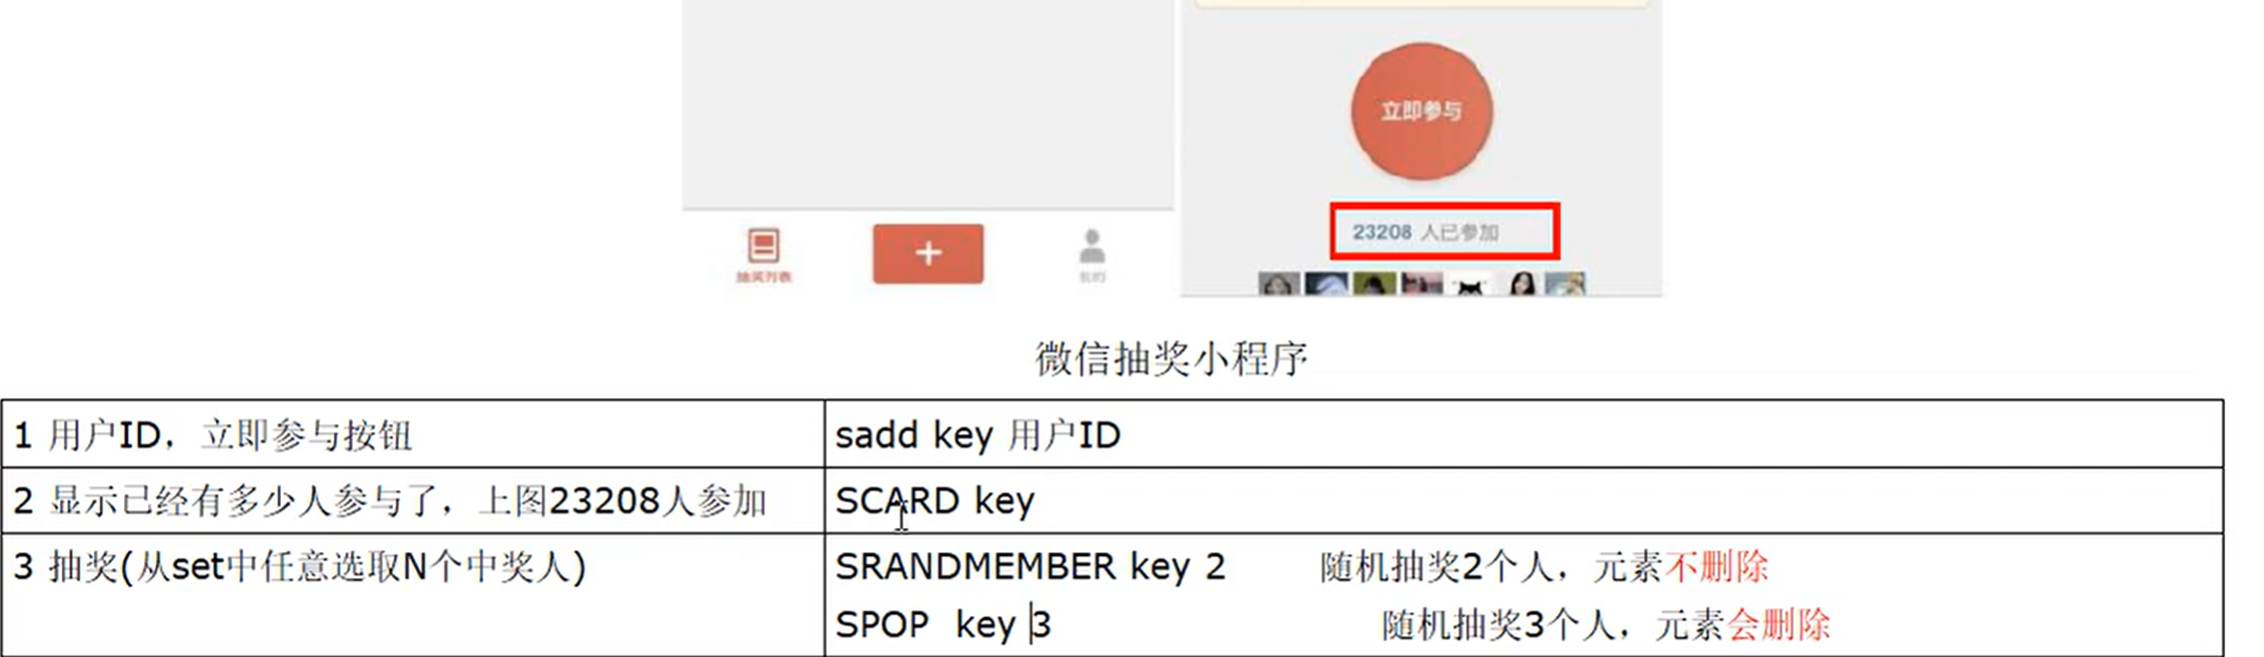 立即参与
23208 人已参加
抽奖列表
我的
微信抽奖小程序
1 用户ID，立即参与按钮
sadd key 用户ID
2 显示已经有多少人参与了，上图23208人参加
SCARD key
3 抽奖(从set中任意选取N个中奖人)
SRANDMEMBER key 2 随机抽奖2个人，元素不删除
SPOP key 3 随机抽奖3个人，元素会删除